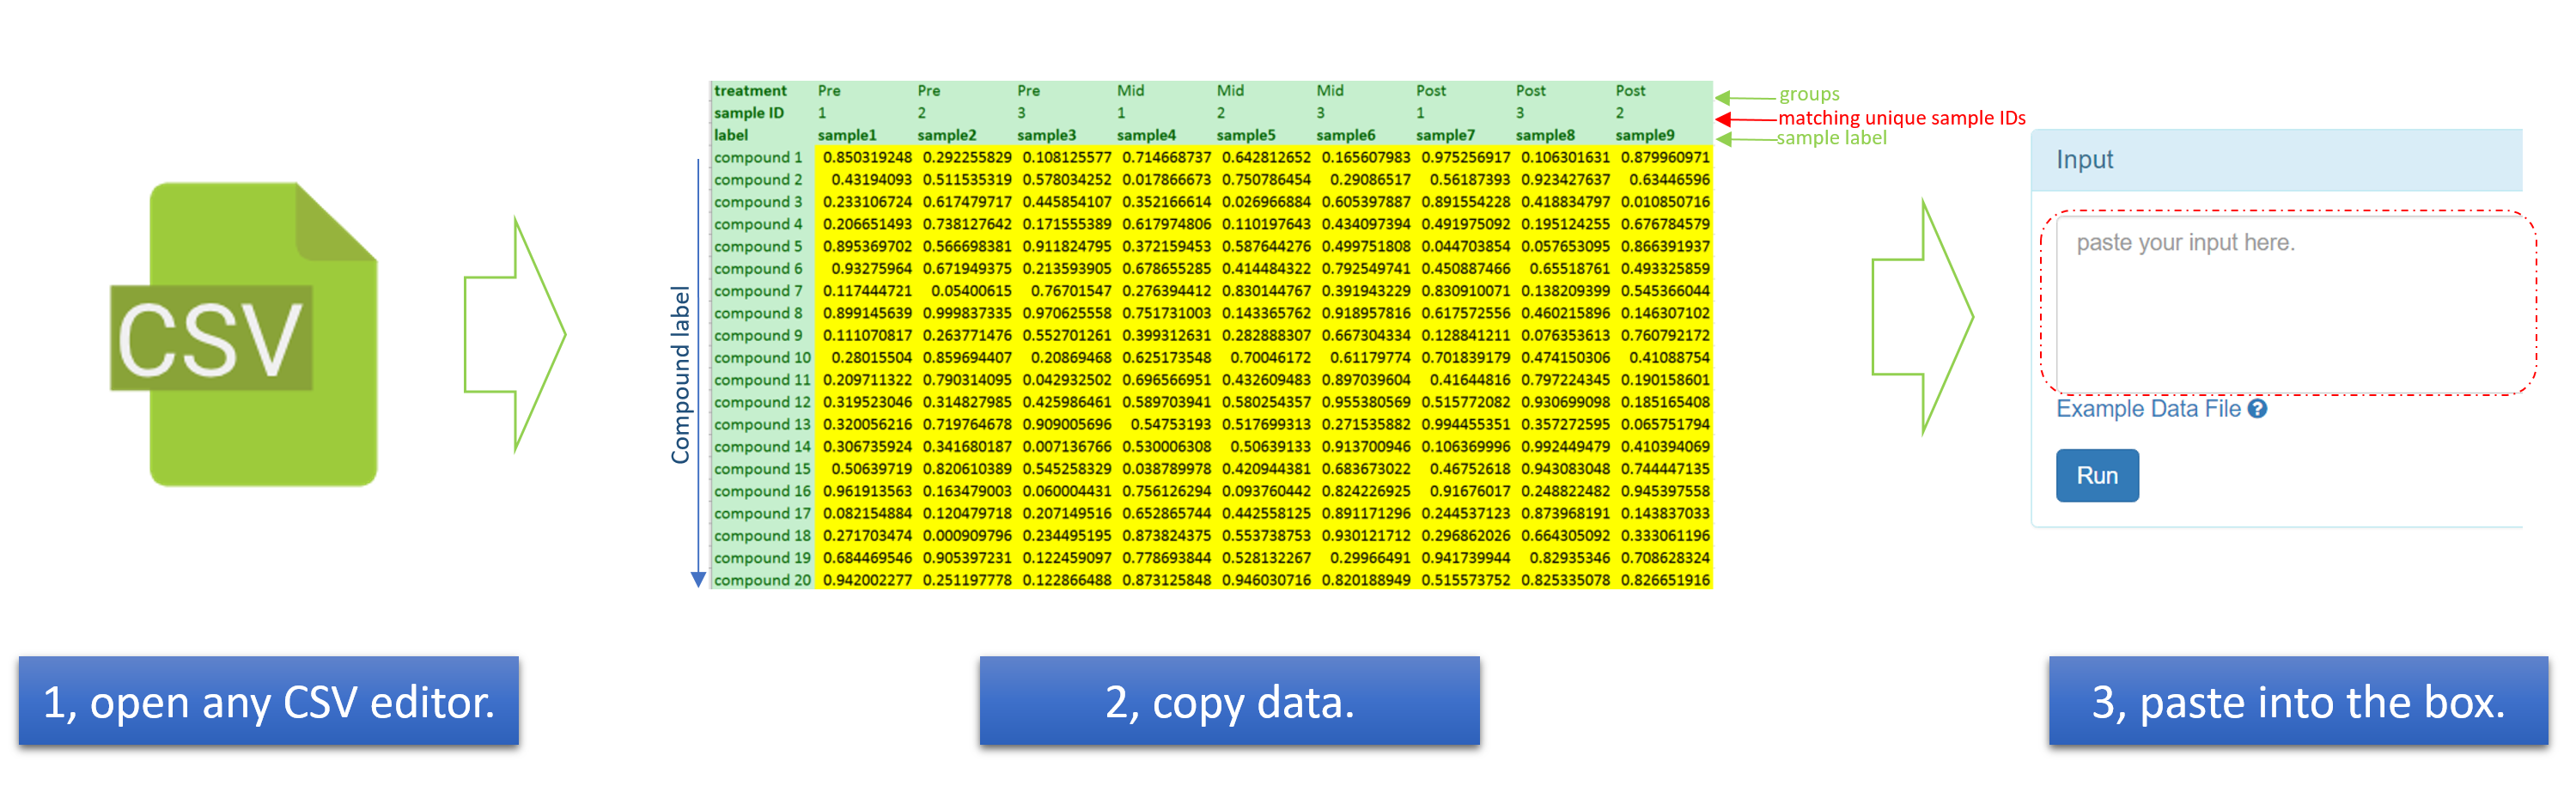 CSV
Compound label
treatment Pre Pre Pre Mid Mid Mid Post Post Post
sample ID 1 2 3 1 2 3 1 3 2
label sample1 sample2 sample3 sample4 sample5 sample6 sample7 sample8 sample9
compound 1 0.850319248 0.292255829 0.108125577 0.714668737 0.642812652 0.165607983 0.975256917 0.106301631 0.879960971
compound 2 0.43194093 0.511535319 0.578034252 0.017866673 0.750786454 0.29086517 0.56187393 0.923427637 0.63446596
compound 3 0.233106724 0.617479717 0.445854107 0.352166614 0.026966884 0.605397887 0.891554228 0.418834797 0.010850716
compound 4 0.206651493 0.738127642 0.171555389 0.617974806 0.110197643 0.434097394 0.491975092 0.195124255 0.676784579
compound 5 0.895369702 0.566698381 0.911824795 0.372159453 0.587644276 0.499751808 0.044703854 0.057653095 0.866391937
compound 6 0.93275964 0.671949375 0.213593905 0.678655285 0.414484322 0.792549741 0.450887466 0.65518761 0.493325859
compound 7 0.117444721 0.05400615 0.76701547 0.276394412 0.830144767 0.391943229 0.830910071 0.138209399 0.545366044
compound 8 0.899145639 0.999837335 0.970625558 0.751731003 0.143365762 0.918957816 0.617572556 0.460215896 0.146307102
compound 9 0.111070817 0.263771476 0.552701261 0.399312631 0.282888307 0.667304334 0.128841211 0.076353613 0.760792172
compound 10 0.28015504 0.859694407 0.20869468 0.625173548 0.70046172 0.61179774 0.701839179 0.474150306 0.41088754
compound 11 0.209711322 0.790314095 0.042932502 0.696566951 0.432609483 0.897039604 0.41644816 0.797224345 0.190158601
compound 12 0.319523046 0.314827985 0.425986461 0.589703941 0.580254357 0.955380569 0.515772082 0.930699098 0.185165408
compound 13 0.320056216 0.719764678 0.909005696 0.54753193 0.517699313 0.271535882 0.994455351 0.357272595 0.065751794
compound 14 0.306735924 0.341680187 0.007136766 0.530006308 0.50639133 0.913700946 0.106369996 0.992449479 0.410394069
compound 15 0.50639719 0.820610389 0.545258329 0.038789978 0.420944381 0.683673022 0.46752618 0.943083048 0.744447135
compound 16 0.961913563 0.163479003 0.060004431 0.756126294 0.093760442 0.824226925 0.91676017 0.248822482 0.945397558
compound 17 0.082154884 0.120479718 0.207149516 0.652865744 0.442558125 0.891171296 0.244537123 0.873968191 0.143837033
compound 18 0.271703474 0.000909796 0.234495195 0.873824375 0.553738753 0.930121712 0.296862026 0.664305092 0.333061196
compound 19 0.684469546 0.905397231 0.122459097 0.778693844 0.528132267 0.29966491 0.941739944 0.82935346 0.708628324
compound 20 0.942002277 0.251197778 0.122866488 0.873125848 0.946030716 0.820188949 0.515573752 0.825335078 0.826651916
groups
matching unique sample IDs
sample label
Input
paste your input here.
Example Data File ?
Run
1, open any CSV editor.
2, copy data.
3, paste into the box.